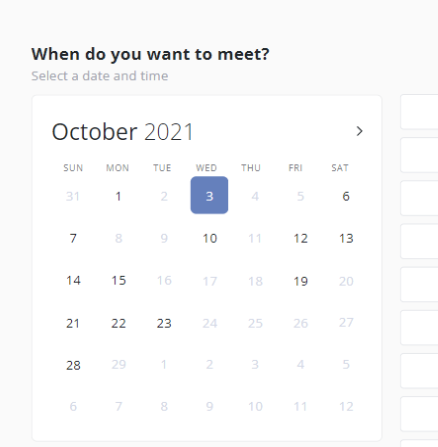 When do you want to meet?
Select a date and time
October 2021 >
SUN MON TUE WED THU FRI SAT
31 1 2 3 4 5 6
7 8 9 10 11 12 13
14 15 16 17 18 19 20
21 22 23 24 25 26 27
28 29 1 2 3 4 5
6 7 8 9 10 11 12